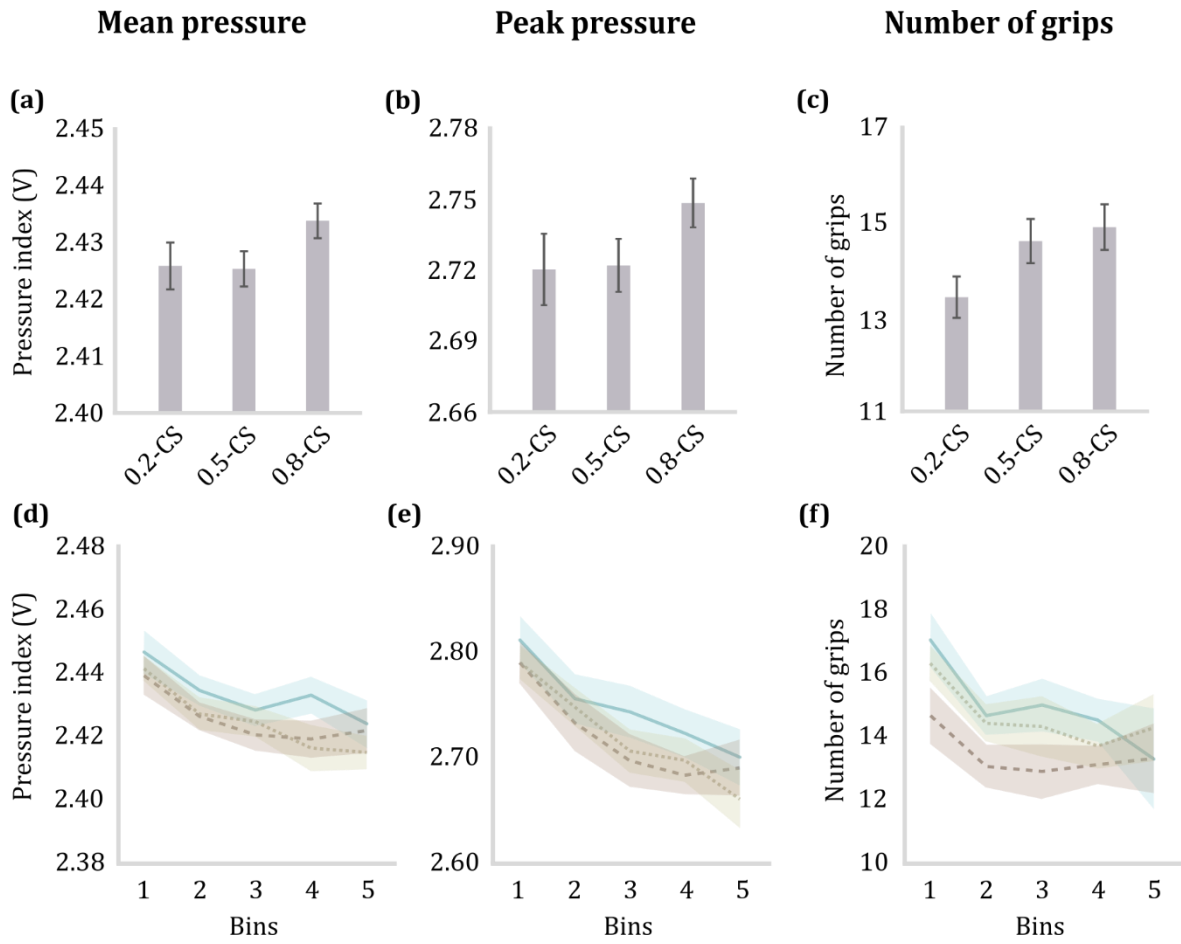 Mean pressure
Peak pressure
Number of grips
(a)
Pressure index (V)
2.45
2.44
2.43
2.42
2.41
2.40
0.2-CS
0.5-CS
0.8-CS
(b)
2.78
2.75
2.72
2.69
2.66
0.2-CS
0.5-CS
0.8-CS
(c)
Number of grips
17
15
13
11
0.2-CS
0.5-CS
0.8-CS
(d)
Pressure index (V)
2.48
2.46
2.44
2.42
2.40
2.38
1 2 3 4 5
Bins
(e)
2.90
2.80
2.70
2.60
1 2 3 4 5
Bins
(f)
Number of grips
20
18
16
14
12
10
1 2 3 4 5
Bins